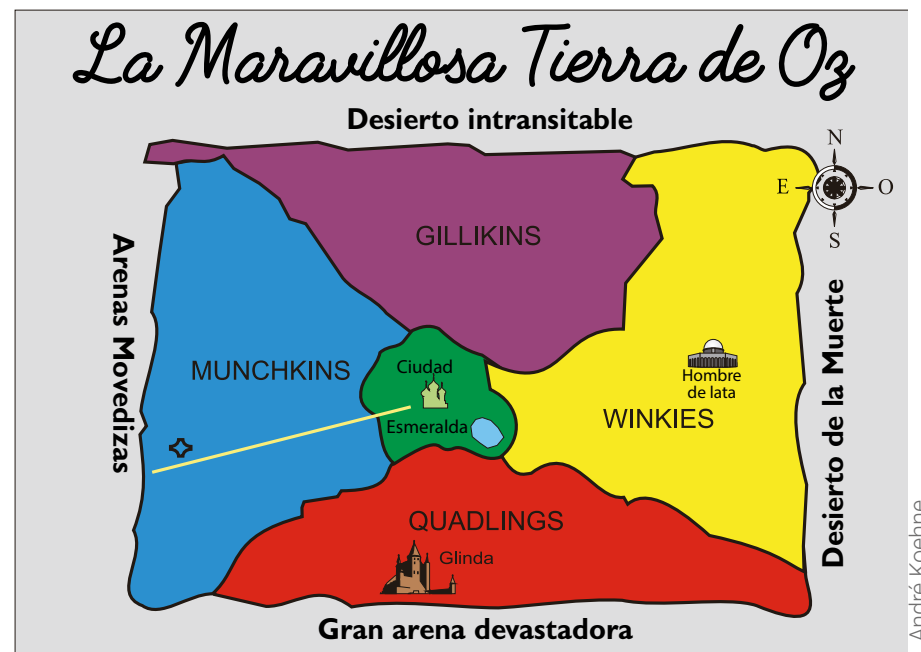 La Maravillosa Tierra de Oz
Desierto intransitable
N
E
O
S
GILLIKINS
Arenas Movedizas
MUNCHKINS
Ciudad
Esmeralda
Hombre
de lata
WINKIES
Desierto de la Muerte
QUADLINGS
Glinda
Gran arena devastadora
André Koehne